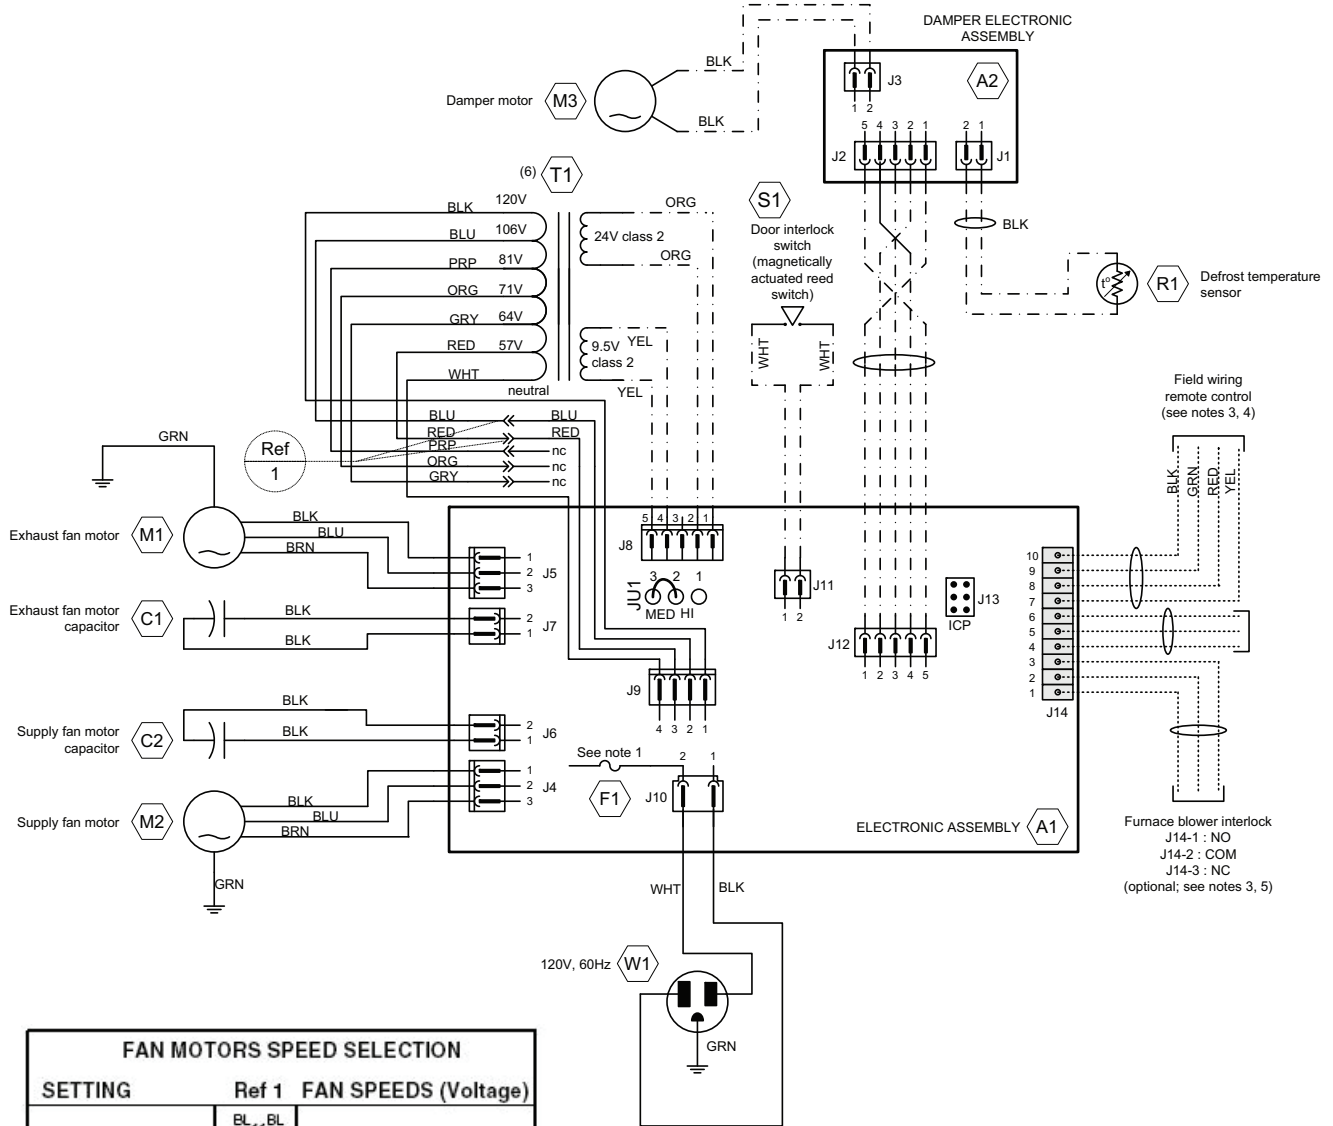 DAMPER ELECTRONIC
ASSEMBLY
BLK
J3
A2
Damper motor M3
1 2
BLK
5 4 3 2 1
2 1
J2
J1
(6) T1
S1
Door interlock
switch
(magnetically
actuated reed
switch)
BLK
BLK 120V
BLU 106V
PRP 81V
ORG 71V
GRY 64V
RED 57V
WHT
neutral
ORG
24V class 2
ORG
9.5V
class 2
YEL
YEL
WHT
WHT
t°
R1
Defrost temperature
sensor
Field wiring
remote control
(see notes 3, 4)
BLK
GRN
RED
YEL
BLU BLU
RED RED
PRP nc
ORG nc
GRY nc
Ref
1
GRN
Exhaust fan motor M1
BLK
BLU
BRN
1
2
3
J5
Exhaust fan motor
capacitor
C1
BLK
BLK
2
1
J7
Supply fan motor
capacitor
C2
BLK
BLK
2
1
J6
Supply fan motor M2
BLK
BLU
BRN
1
2
3
J4
GRN
5 4 3 2 1
J8
JU1
3 2 1
MED HI
J9
4 3 2 1
See note 1
F1
2 1
J10
J11
1 2
J12
1 2 3 4 5
J13
ICP
10
9
8
7
6
5
4
3
2
1
J14
ELECTRONIC ASSEMBLY A1
Furnace blower interlock
J14-1 : NO
J14-2 : COM
J14-3 : NC
(optional; see notes 3, 5)
WHT
BLK
120V, 60Hz W1
GRN
FAN MOTORS SPEED SELECTION
SETTING Ref 1 FAN SPEEDS (Voltage)
BL BL